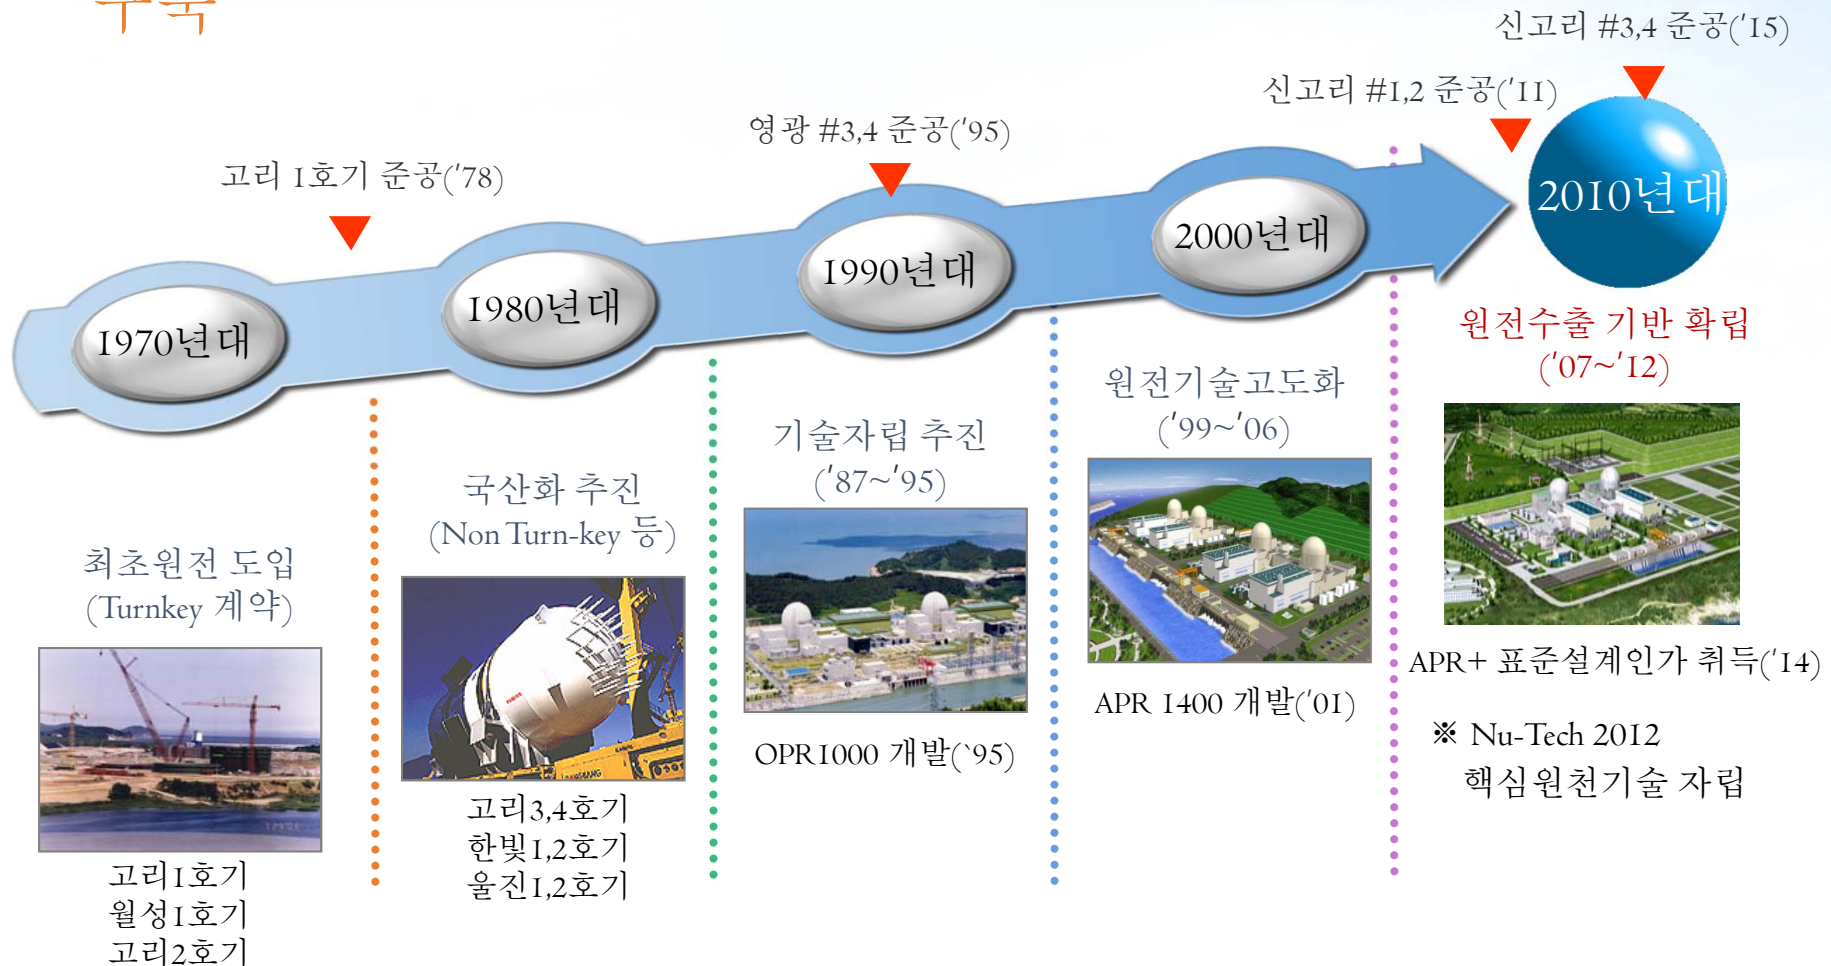 고리 1호기 준공('78)
영광 #3,4 준공('95)
신고리 #1,2 준공('11)
신고리 #3,4 준공('15)
1970년대
1980년대
1990년대
2000년대
2010년대
최초원전 도입
(Turnkey 계약)
고리1호기
월성1호기
고리2호기
국산화 추진
(Non Turn-key 등)
고리3,4호기
한빛1,2호기
울진1,2호기
기술자립 추진
('87~'95)
OPR1000 개발(`95)
원전기술고도화
('99~'06)
APR 1400 개발('01)
원전수출 기반 확립
('07~'12)
APR+ 표준설계인가 취득('14)
※ Nu-Tech 2012
핵심원천기술 자립